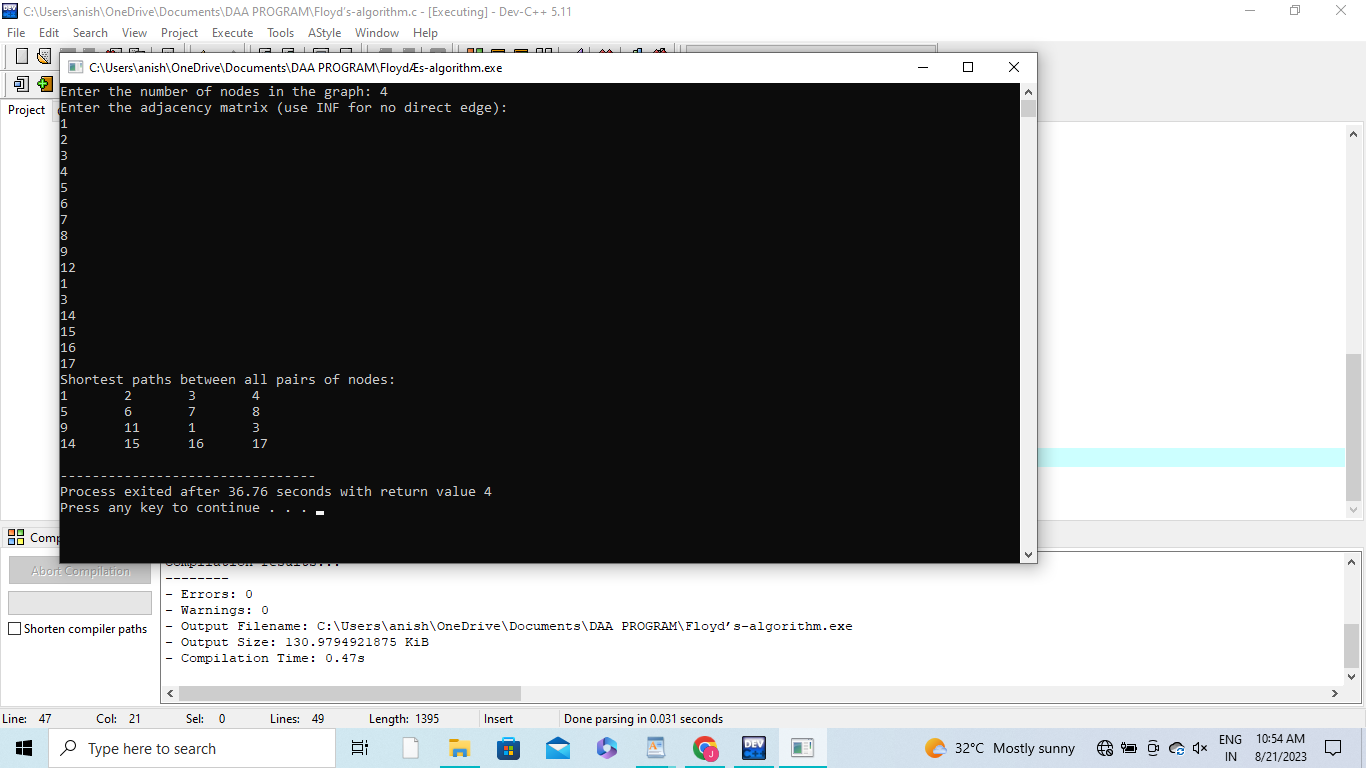 C:\Users\anish\OneDrive\Documents\DAA PROGRAM\Floyd's-algorithm.c - [Executing] - Dev-C++ 5.11
File Edit Search View Project Execute Tools AStyle Window Help
C:\Users\anish\OneDrive\Documents\DAA PROGRAM\FloydÆs-algorithm.exe
Project
Enter the number of nodes in the graph: 4
Enter the adjacency matrix (use INF for no direct edge):
1
2
3
4
5
6
7
8
9
12
1
3
14
15
16
17
Shortest paths between all pairs of nodes:
1 2 3 4
5 6 7 8
9 11 1 3
14 15 16 17
--------------------------------
Process exited after 36.76 seconds with return value 4
Press any key to continue . . .
Abort Compilation
Shorten compiler paths
Compilation results...
--------
- Errors: 0
- Warnings: 0
- Output Filename: C:\Users\anish\OneDrive\Documents\DAA PROGRAM\Floyd’s-algorithm.exe
- Output Size: 130.9794921875 KiB
- Compilation Time: 0.47s
Line: 47 Col: 21 Sel: 0 Lines: 49 Length: 1395 Insert Done parsing in 0.031 seconds
Type here to search
DEV
32°C Mostly sunny
ENG
IN
10:54 AM
8/21/2023